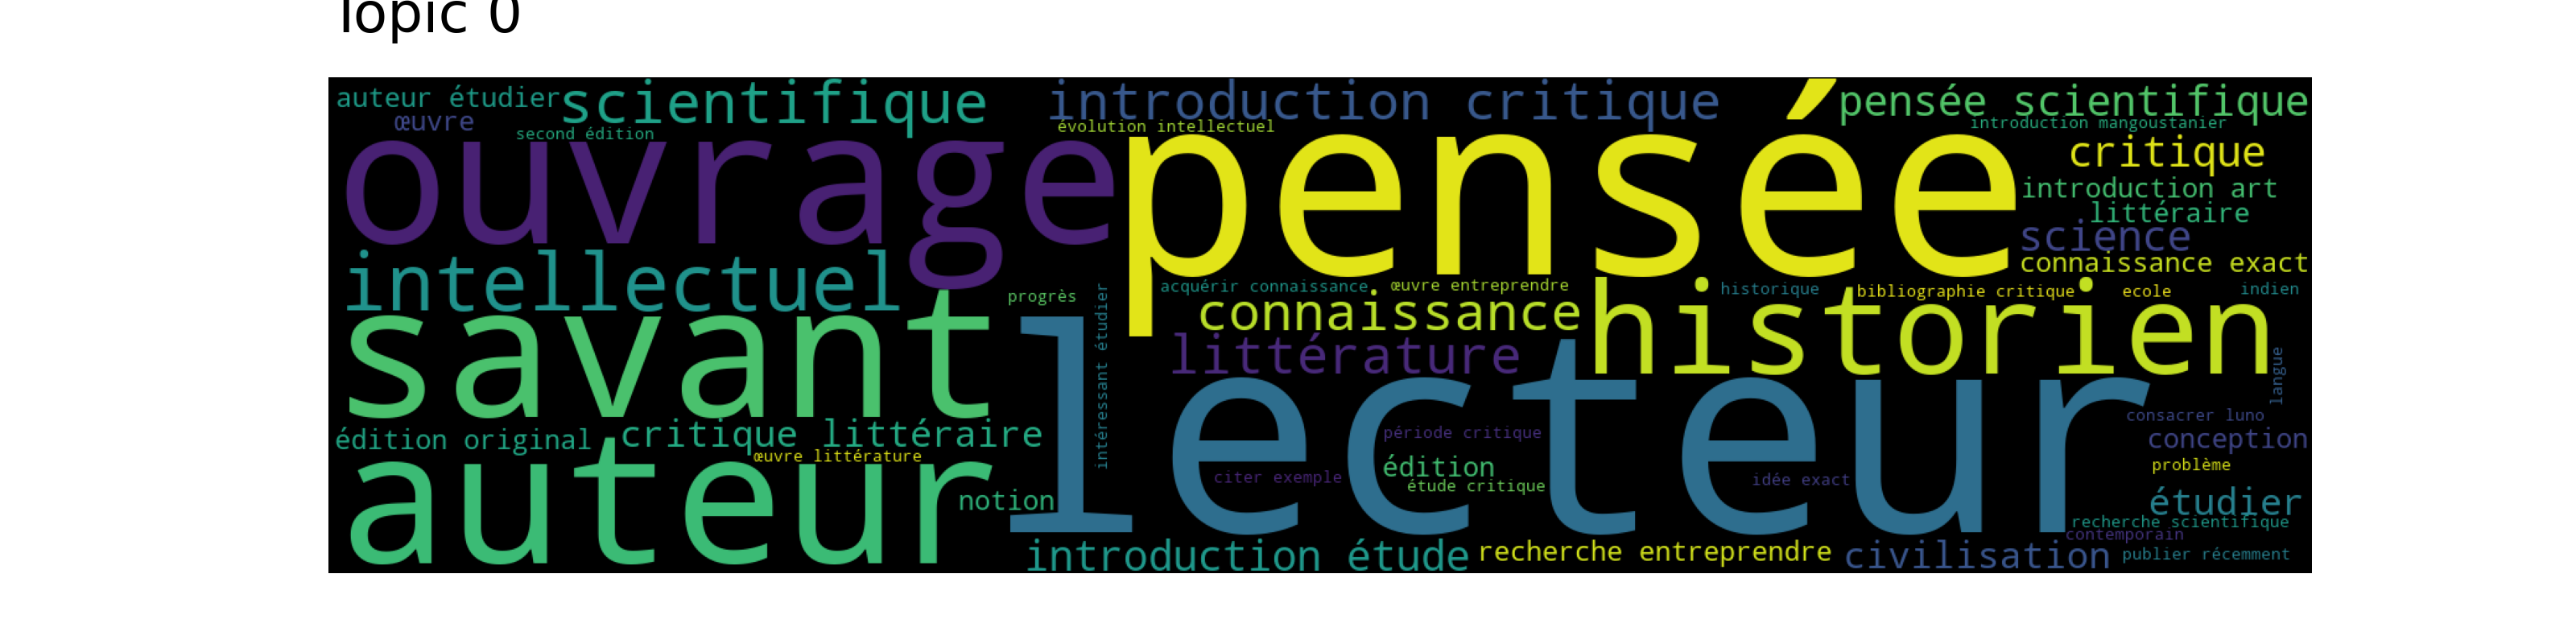 Topic 0
auteur étudier
scientifique
introduction critique
pensée scientifique
œuvre
second édition
évolution intellectuel
introduction mangoustanier
ouvrage
pensée
critique
introduction art
littéraire
science
connaissance exact
intellectuel
progrès
intéressant étudier
acquérir connaissance
œuvre entreprendre
historique
bibliographie critique
ecole
indien
connaissance
historien
savant
littérature
langue
lecteur
consacrer luno
conception
édition original
critique littéraire
œuvre littérature
période critique
édition
citer exemple
étude critique
idée exact
problème
auteur
notion
étudier
recherche scientifique
contemporain
introduction étude
recherche entreprendre
civilisation
publier récemment